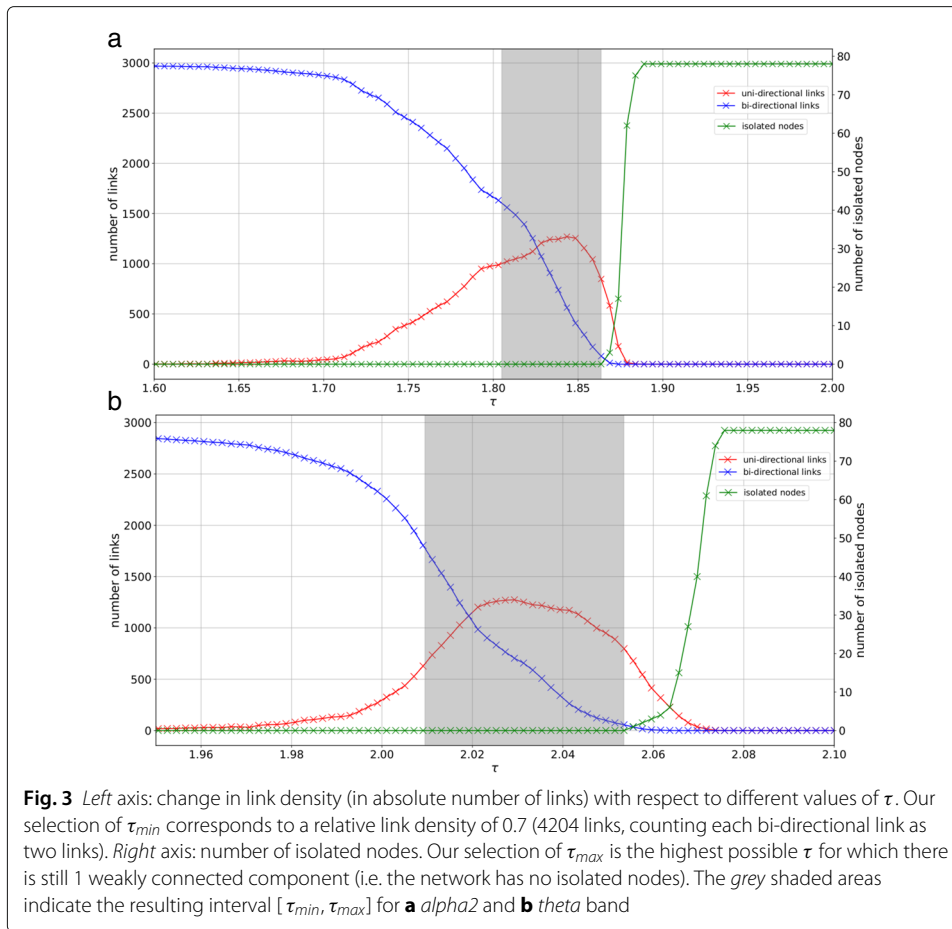 a
3000
2500
2000
1500
1000
500
0
number of links
80
70
60
50
40
30
20
10
0
number of isolated nodes
uni-directional links
bi-directional links
isolated nodes
1.60 1.65 1.70 1.75 1.80 1.85 1.90 1.95 2.00
τ
b
3000
2500
2000
1500
1000
500
0
number of links
80
70
60
50
40
30
20
10
0
number of isolated nodes
uni-directional links
bi-directional links
isolated nodes
1.96 1.98 2.00 2.02 2.04 2.06 2.08 2.10
τ
Fig. 3 Left axis: change in link density (in absolute number of links) with respect to different values of τ. Our
selection of τmin corresponds to a relative link density of 0.7 (4204 links, counting each bi-directional link as
two links). Right axis: number of isolated nodes. Our selection of τmax is the highest possible τ for which there
is still 1 weakly connected component (i.e. the network has no isolated nodes). The grey shaded areas
indicate the resulting interval [ τmin, τmax] for a alpha2 and b theta band